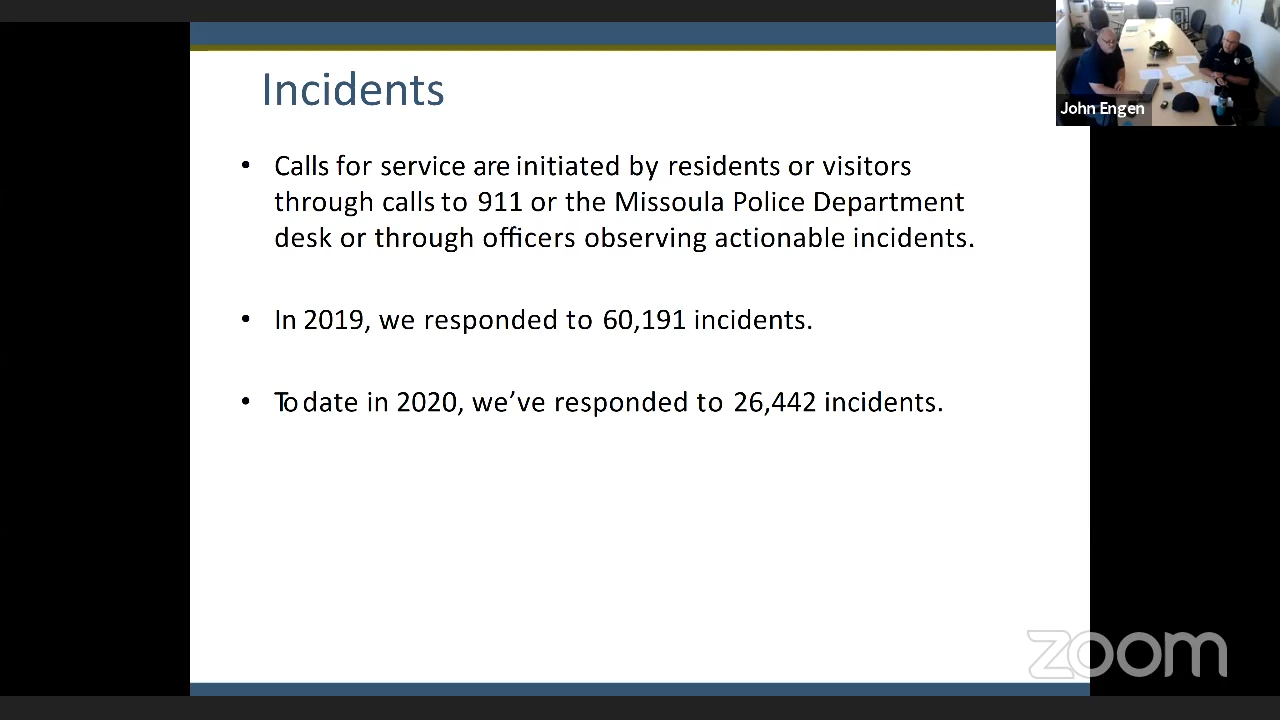 Incidents
John Engen
• Calls for service are initiated by residents or visitors
through calls to 911 or the Missoula Police Department
desk or through officers observing actionable incidents.
• In 2019, we responded to 60,191 incidents.
• To date in 2020, we’ve responded to 26,442 incidents.
zoom